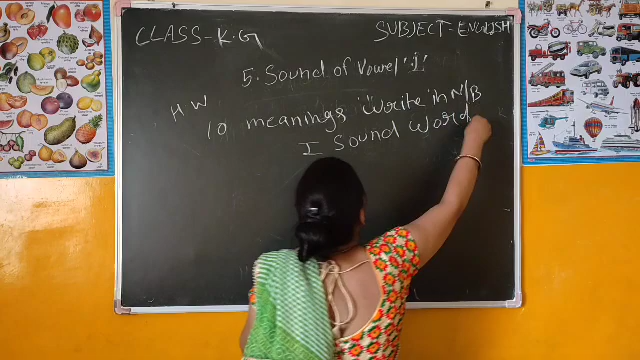 CLASS-K.G
SUBJECT-ENGLISH
5. Sound of Vowel 'i'
H W
10 meanings write in N/B
I Sound Word